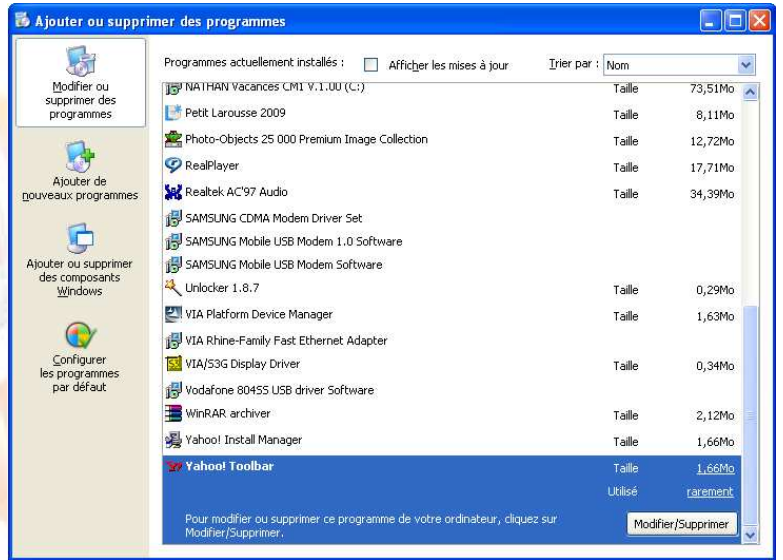 Ajouter ou supprimer des programmes
Modifier ou
supprimer des
programmes
Ajouter de
nouveaux programmes
Ajouter ou supprimer
des composants
Windows
Configurer
les programmes
par défaut
Programmes actuellement installés : Afficher les mises à jour Trier par : Nom
NATHAN Vacances CM1 V.1.00 (C:) Taille 73,51Mo
Petit Larousse 2009 Taille 8,11Mo
Photo-Objects 25 000 Premium Image Collection Taille 12,72Mo
RealPlayer Taille 17,71Mo
Realtek AC'97 Audio Taille 34,39Mo
SAMSUNG CDMA Modem Driver Set
SAMSUNG Mobile USB Modem 1.0 Software
SAMSUNG Mobile USB Modem Software
Unlocker 1.8.7 Taille 0,29Mo
VIA Platform Device Manager Taille 1,63Mo
VIA Rhine-Family Fast Ethernet Adapter
VIA/S3G Display Driver Taille 0,34Mo
Vodafone 804SS USB driver Software
WinRAR archiver Taille 2,12Mo
Yahoo! Install Manager Taille 1,66Mo
Yahoo! Toolbar Taille 1,66Mo
Utilisé rarement
Pour modifier ou supprimer ce programme de votre ordinateur, cliquez sur
Modifier/Supprimer. Modifier/Supprimer